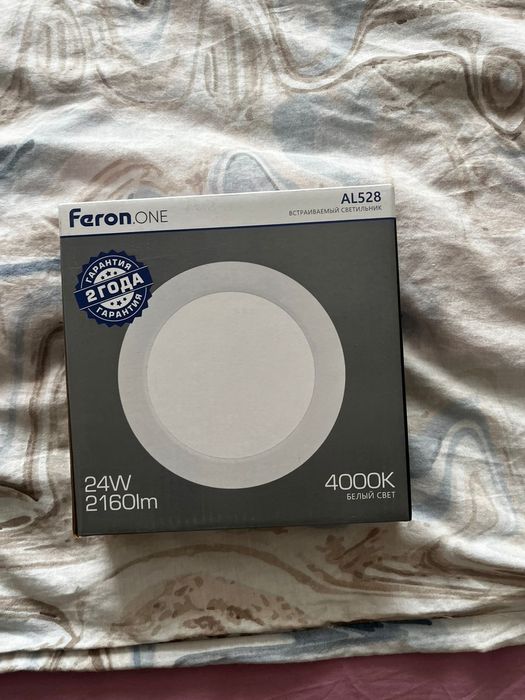 Feron.ONE
AL528
ВСТРАИВАЕМЫЙ СВЕТИЛЬНИК
ГАРАНТИЯ
2 ГОДА
ГАРАНТИЯ
24W
2160lm
4000K
БЕЛЫЙ СВЕТ